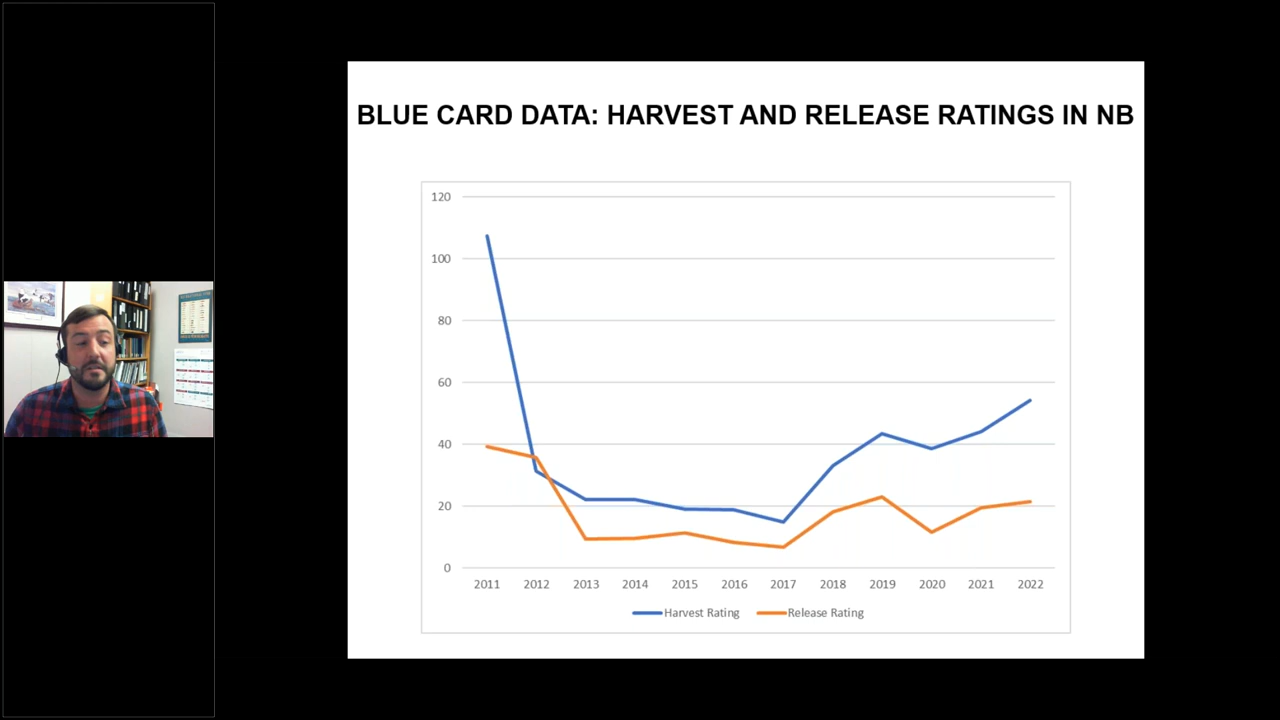 BLUE CARD DATA: HARVEST AND RELEASE RATINGS IN NB
120
100
80
60
40
20
0
2011 2012 2013 2014 2015 2016 2017 2018 2019 2020 2021 2022
Harvest Rating Release Rating